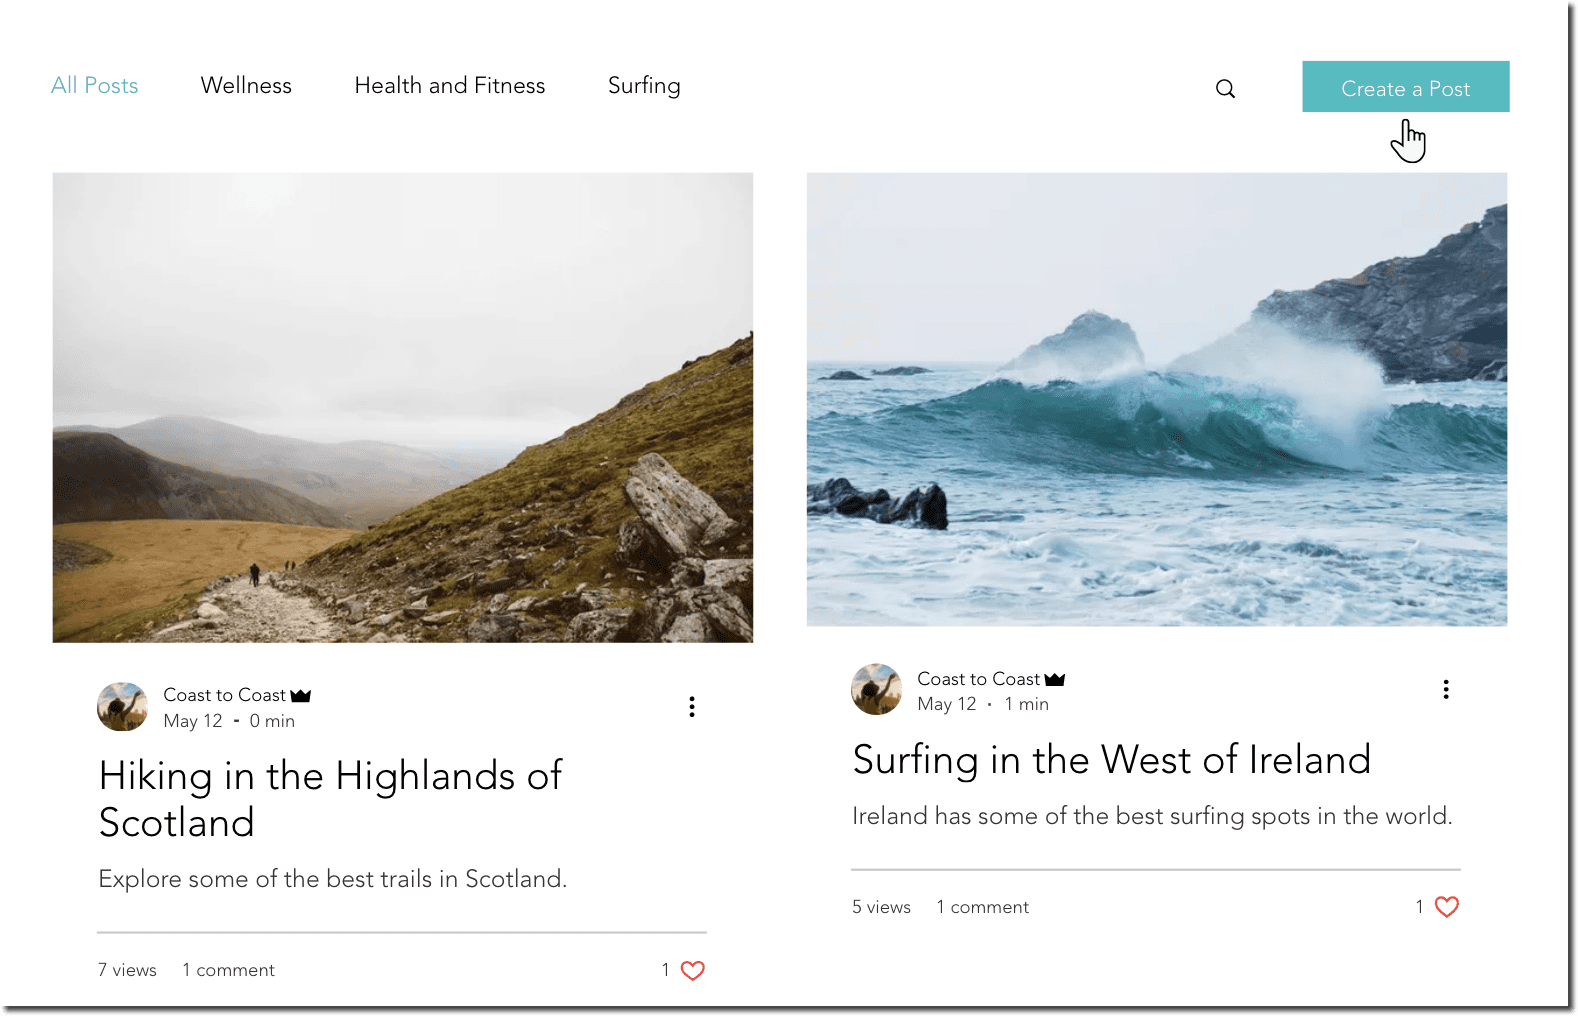 All Posts Wellness Health and Fitness Surfing Create a Post
Coast to Coast
May 12 - 0 min
Hiking in the Highlands of
Scotland
Explore some of the best trails in Scotland.
7 views 1 comment 1
Coast to Coast
May 12 · 1 min
Surfing in the West of Ireland
Ireland has some of the best surfing spots in the world.
5 views 1 comment 1